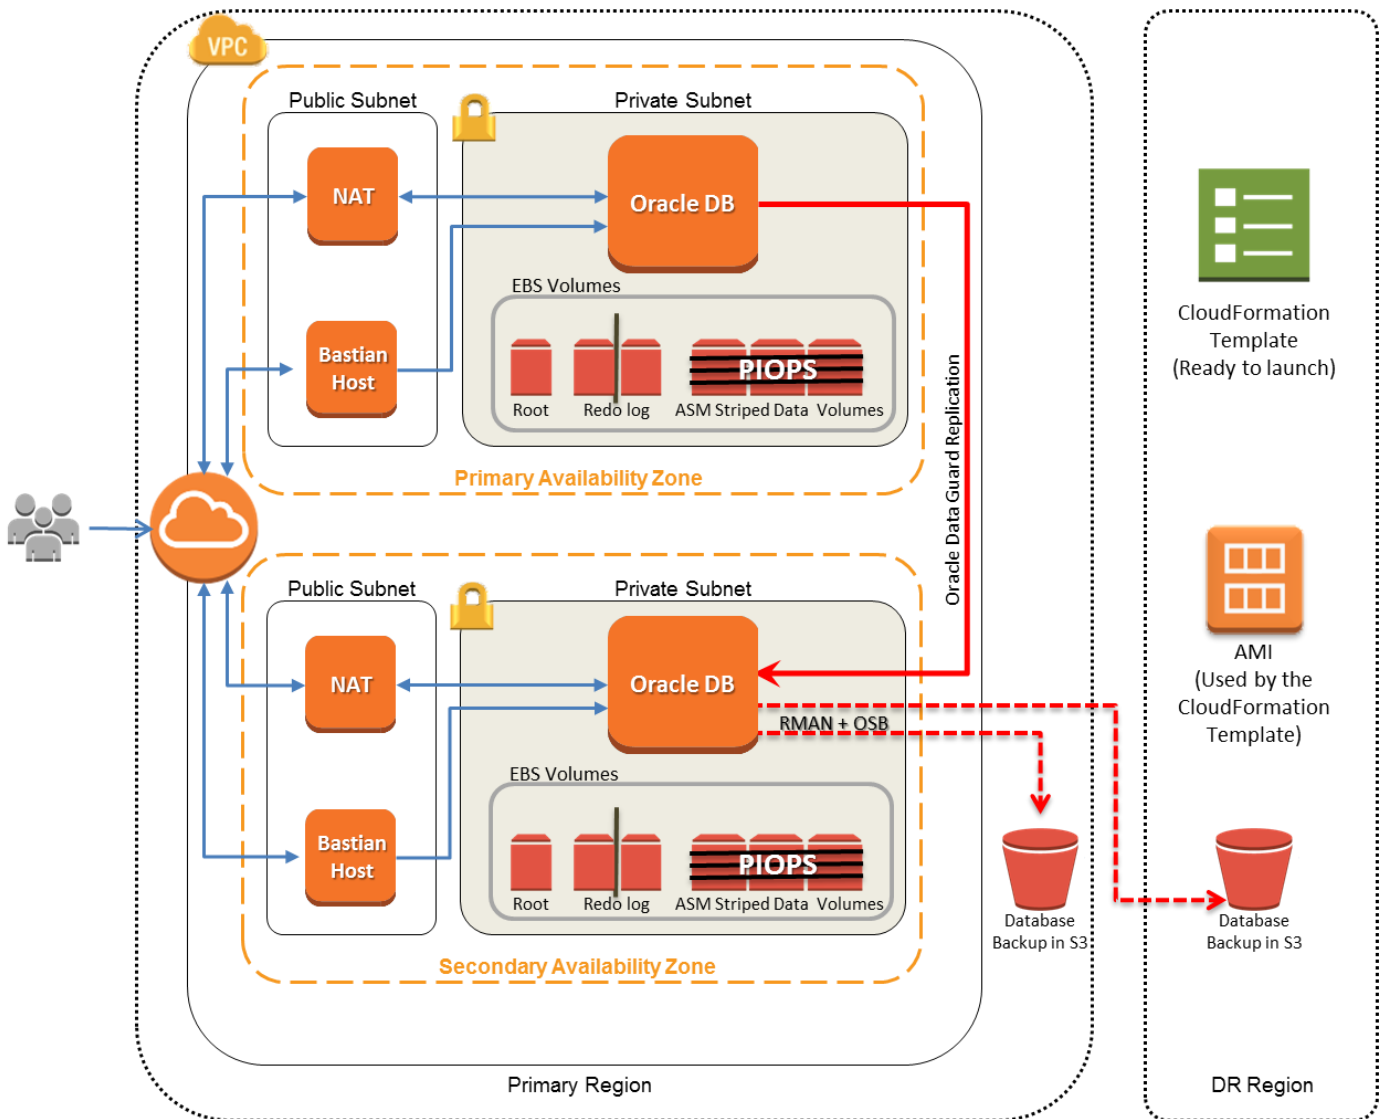 VPC
Public Subnet
Private Subnet
NAT
Oracle DB
EBS Volumes
Bastian
Host
PIOPS
Root
Redo log
ASM Striped Data Volumes
Primary Availability Zone
Oracle Data Guard Replication
Public Subnet
Private Subnet
NAT
Oracle DB
RMAN + OSB
EBS Volumes
Bastian
Host
PIOPS
Root
Redo log
ASM Striped Data Volumes
Secondary Availability Zone
Database
Backup in S3
Primary Region
CloudFormation
Template
(Ready to launch)
AMI
(Used by the
CloudFormation
Template)
Database
Backup in S3
DR Region